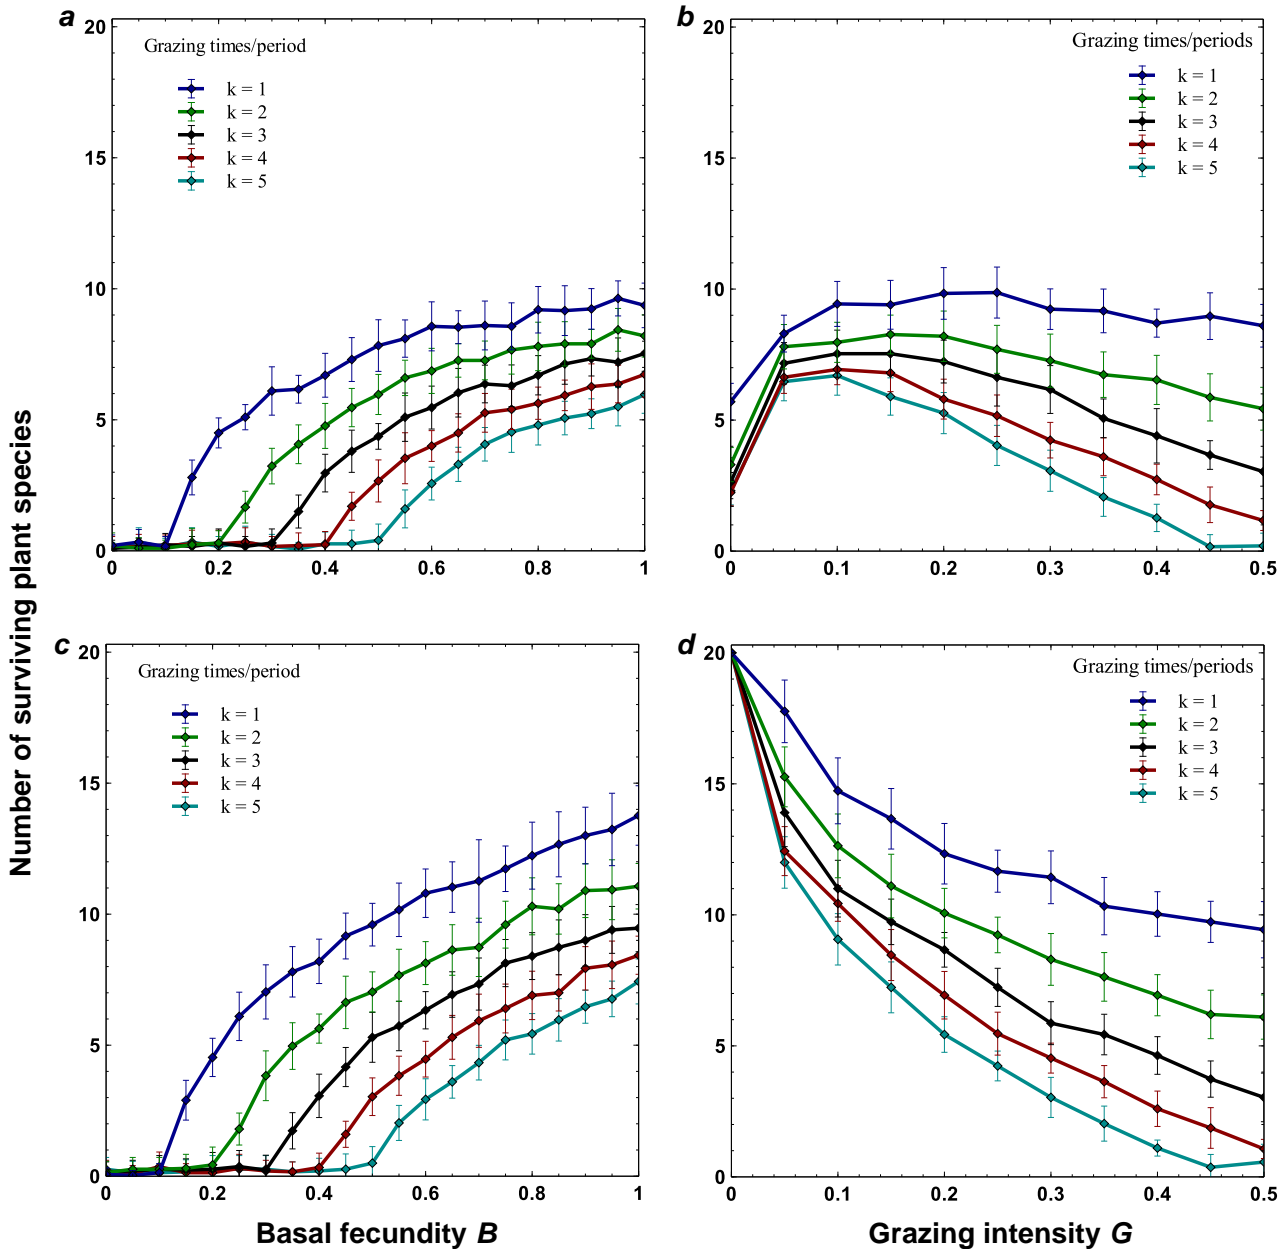 a
20
15
10
5
0
0
0.2
0.4
0.6
0.8
1
Grazing times/period
k = 1
k = 2
k = 3
k = 4
k = 5
b
20
15
10
5
0
0
0.1
0.2
0.3
0.4
0.5
Grazing times/periods
k = 1
k = 2
k = 3
k = 4
k = 5
Number of surviving plant species
c
20
15
10
5
0
0
0.2
0.4
0.6
0.8
1
Grazing times/period
k = 1
k = 2
k = 3
k = 4
k = 5
Basal fecundity B
d
20
15
10
5
0
0
0.1
0.2
0.3
0.4
0.5
Grazing times/periods
k = 1
k = 2
k = 3
k = 4
k = 5
Grazing intensity G